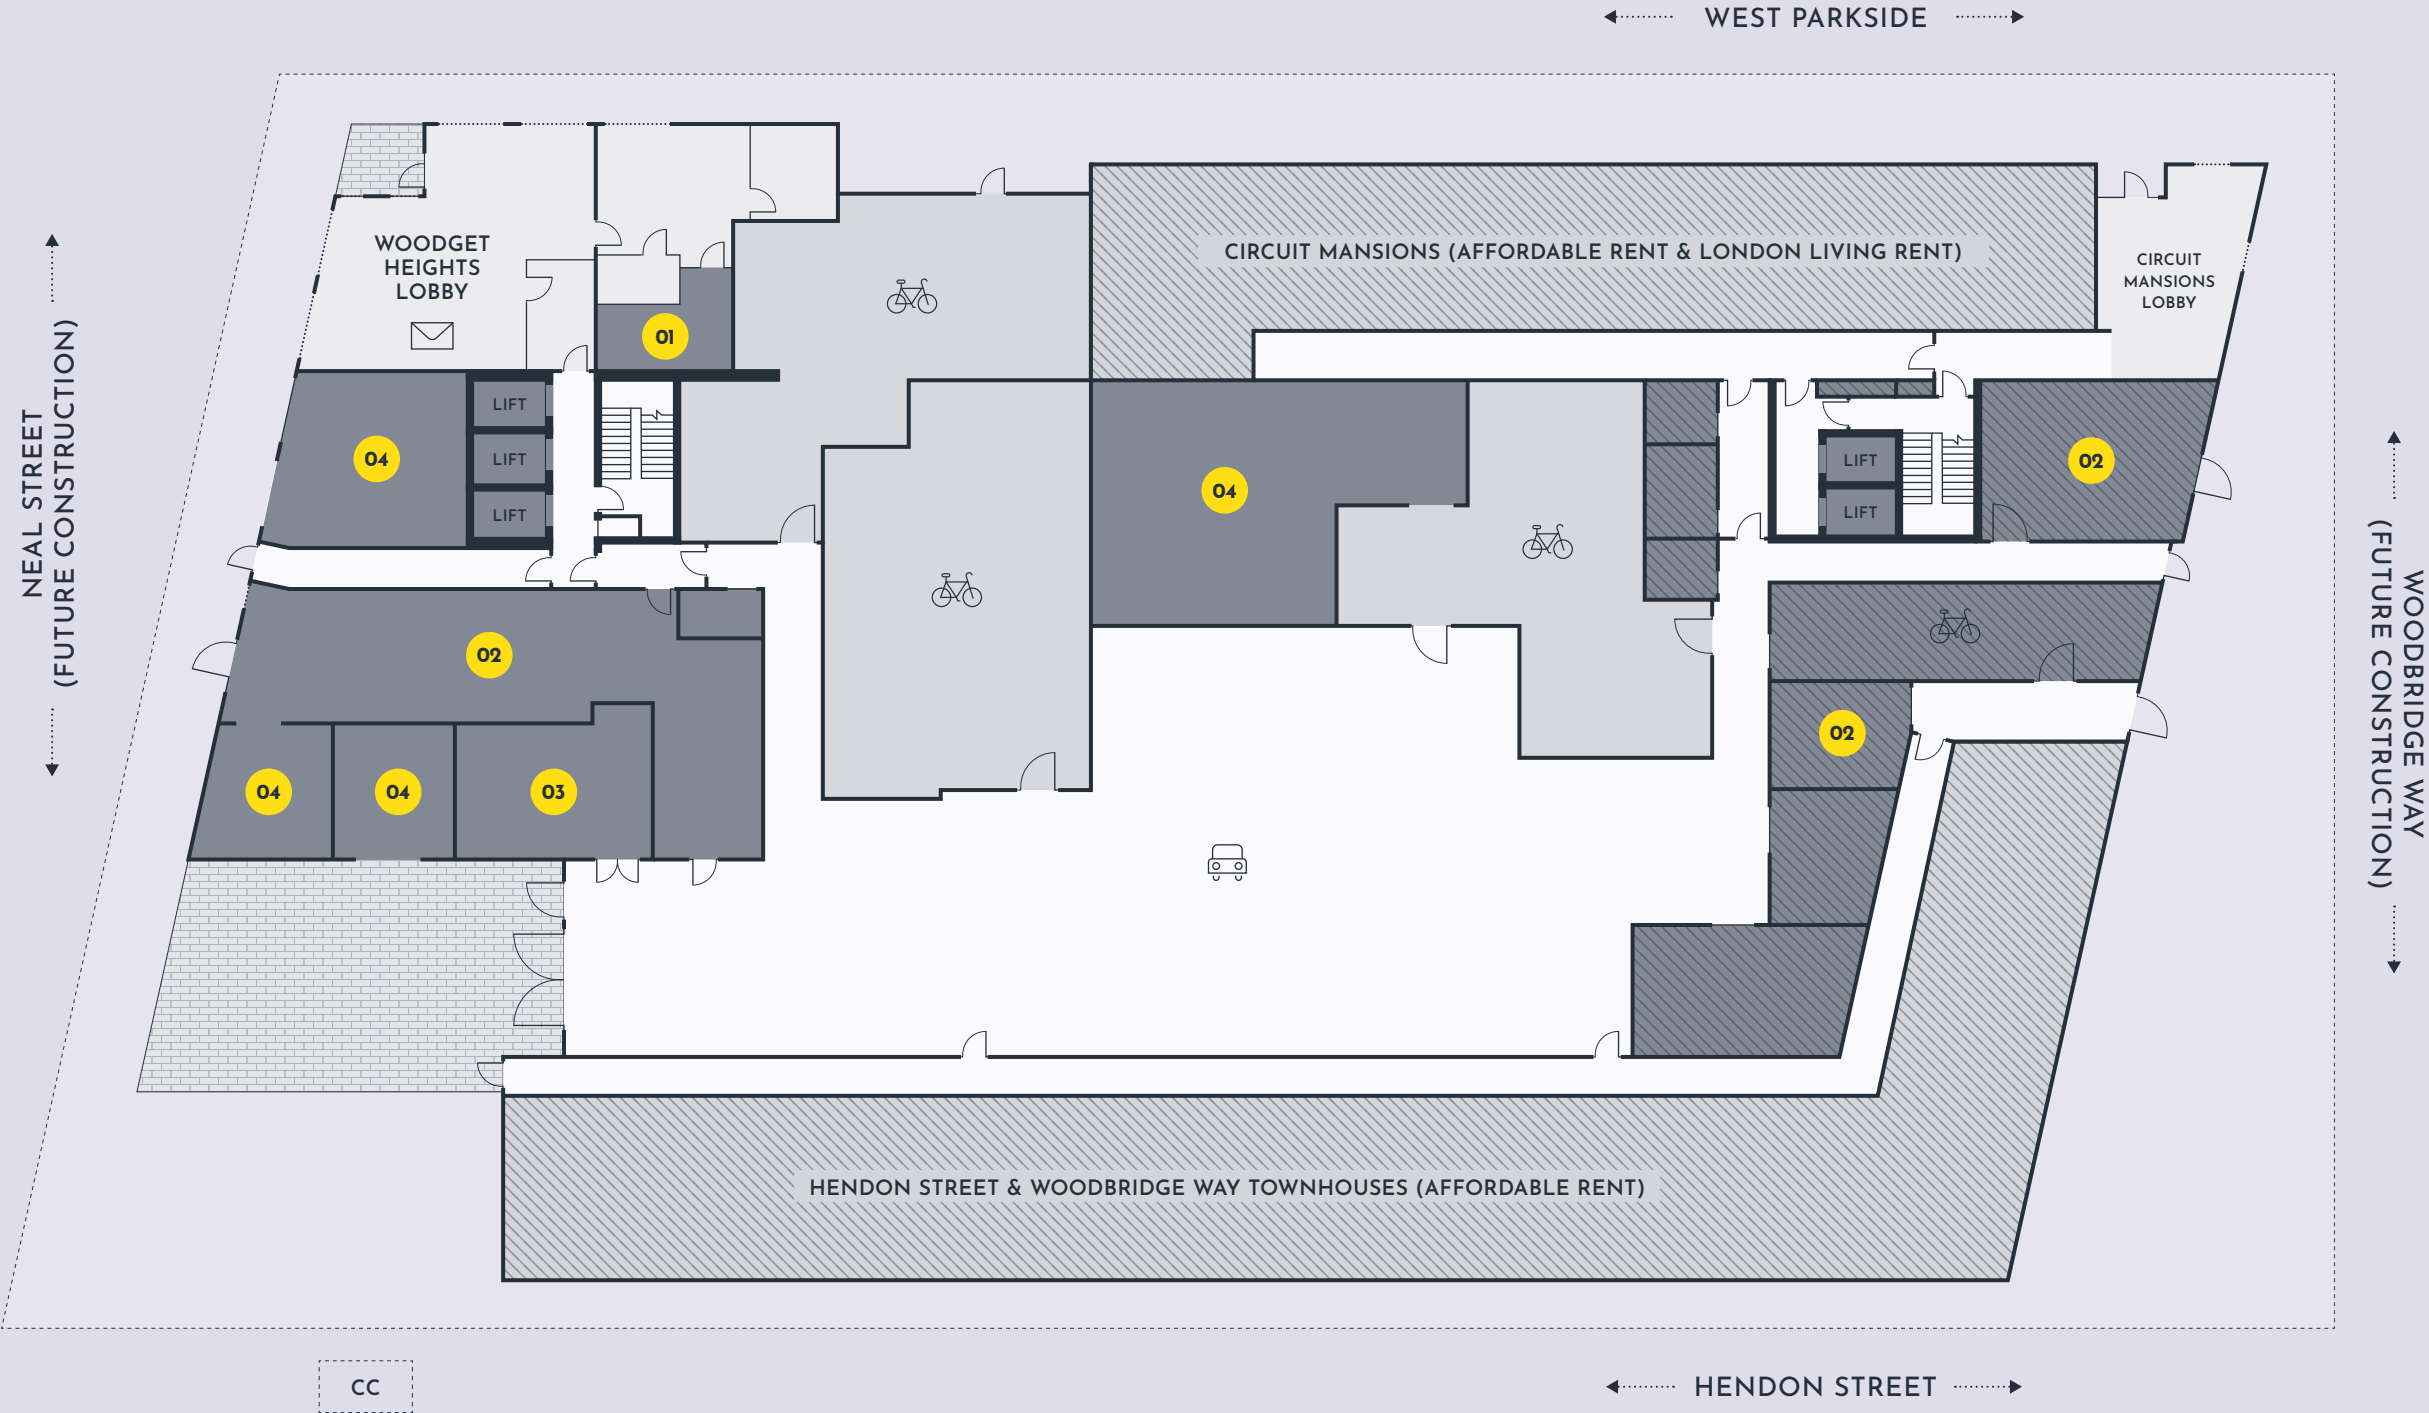 WEST PARKSIDE
WOODGET
HEIGHTS
LOBBY
CIRCUIT MANSIONS (AFFORDABLE RENT & LONDON LIVING RENT)
CIRCUIT
MANSIONS
LOBBY
01
NEAL STREET
(FUTURE CONSTRUCTION)
04
LIFT
LIFT
LIFT
04
LIFT
LIFT
02
WOODBRIDGE WAY
(FUTURE CONSTRUCTION)
02
02
04
04
03
HENDON STREET & WOODBRIDGE WAY TOWNHOUSES (AFFORDABLE RENT)
CC
HENDON STREET